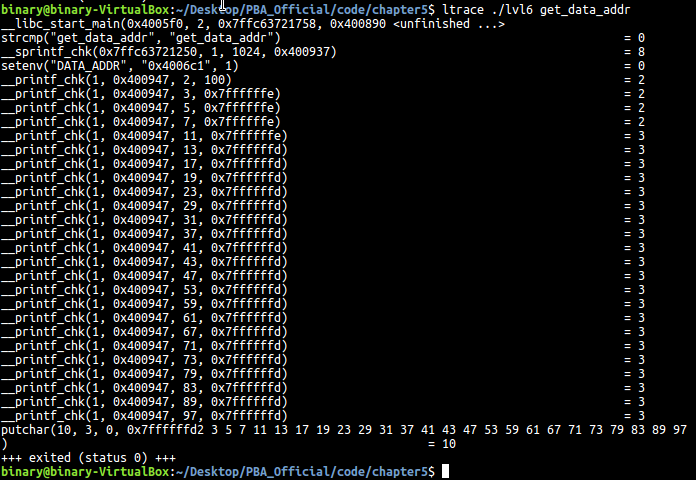 binary@binary-VirtualBox:~/Desktop/PBA_Official/code/chapter5$ ltrace ./lvl6 get_data_addr
__libc_start_main(0x4005f0, 2, 0x7ffc63721758, 0x400890 <unfinished ...>
strcmp("get_data_addr", "get_data_addr") = 0
__sprintf_chk(0x7ffc63721250, 1, 1024, 0x400937) = 8
setenv("DATA_ADDR", "0x4006c1", 1) = 0
__printf_chk(1, 0x400947, 2, 100) = 2
__printf_chk(1, 0x400947, 3, 0x7ffffffe) = 2
__printf_chk(1, 0x400947, 5, 0x7ffffffe) = 2
__printf_chk(1, 0x400947, 7, 0x7ffffffe) = 2
__printf_chk(1, 0x400947, 11, 0x7ffffffe) = 3
__printf_chk(1, 0x400947, 13, 0x7ffffffd) = 3
__printf_chk(1, 0x400947, 17, 0x7ffffffd) = 3
__printf_chk(1, 0x400947, 19, 0x7ffffffd) = 3
__printf_chk(1, 0x400947, 23, 0x7ffffffd) = 3
__printf_chk(1, 0x400947, 29, 0x7ffffffd) = 3
__printf_chk(1, 0x400947, 31, 0x7ffffffd) = 3
__printf_chk(1, 0x400947, 37, 0x7ffffffd) = 3
__printf_chk(1, 0x400947, 41, 0x7ffffffd) = 3
__printf_chk(1, 0x400947, 43, 0x7ffffffd) = 3
__printf_chk(1, 0x400947, 47, 0x7ffffffd) = 3
__printf_chk(1, 0x400947, 53, 0x7ffffffd) = 3
__printf_chk(1, 0x400947, 59, 0x7ffffffd) = 3
__printf_chk(1, 0x400947, 61, 0x7ffffffd) = 3
__printf_chk(1, 0x400947, 67, 0x7ffffffd) = 3
__printf_chk(1, 0x400947, 71, 0x7ffffffd) = 3
__printf_chk(1, 0x400947, 73, 0x7ffffffd) = 3
__printf_chk(1, 0x400947, 79, 0x7ffffffd) = 3
__printf_chk(1, 0x400947, 83, 0x7ffffffd) = 3
__printf_chk(1, 0x400947, 89, 0x7ffffffd) = 3
__printf_chk(1, 0x400947, 97, 0x7ffffffd) = 3
putchar(10, 3, 0, 0x7ffffffd2 3 5 7 11 13 17 19 23 29 31 37 41 43 47 53 59 61 67 71 73 79 83 89 97
) = 10
+++ exited (status 0) +++
binary@binary-VirtualBox:~/Desktop/PBA_Official/code/chapter5$